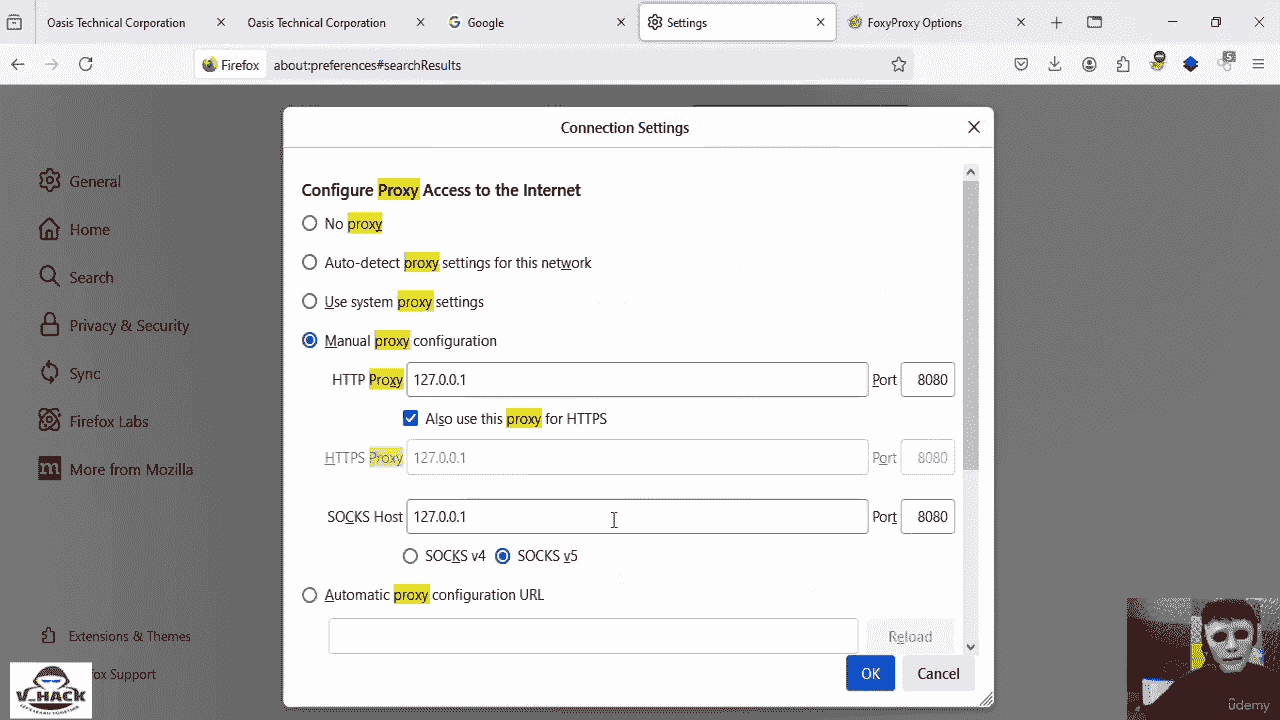 Oasis Technical Corporation
Oasis Technical Corporation
Google
Settings
FoxyProxy Options
Firefox
about:preferences#searchResults
5
Connection Settings
General
Home
Search
Privacy & Security
Sync
Firefox Labs
m More from Mozilla
Extensions & Themes
fox Support
Configure Proxy Access to the Internet
No proxy
Auto-detect proxy settings for this network
Use system proxy settings
Manual proxy configuration
HTTP Proxy 127.0.0.1 Port 8080
Also use this proxy for HTTPS
HTTPS Proxy 127.0.0.1 Port 8080
SOCKS Host 127.0.0.1 Port 8080
SOCKS v4 SOCKS v5
Automatic proxy configuration URL
Reload
OK Cancel
V_HACK
LET'S LEARN TOGETHER
ûdemy